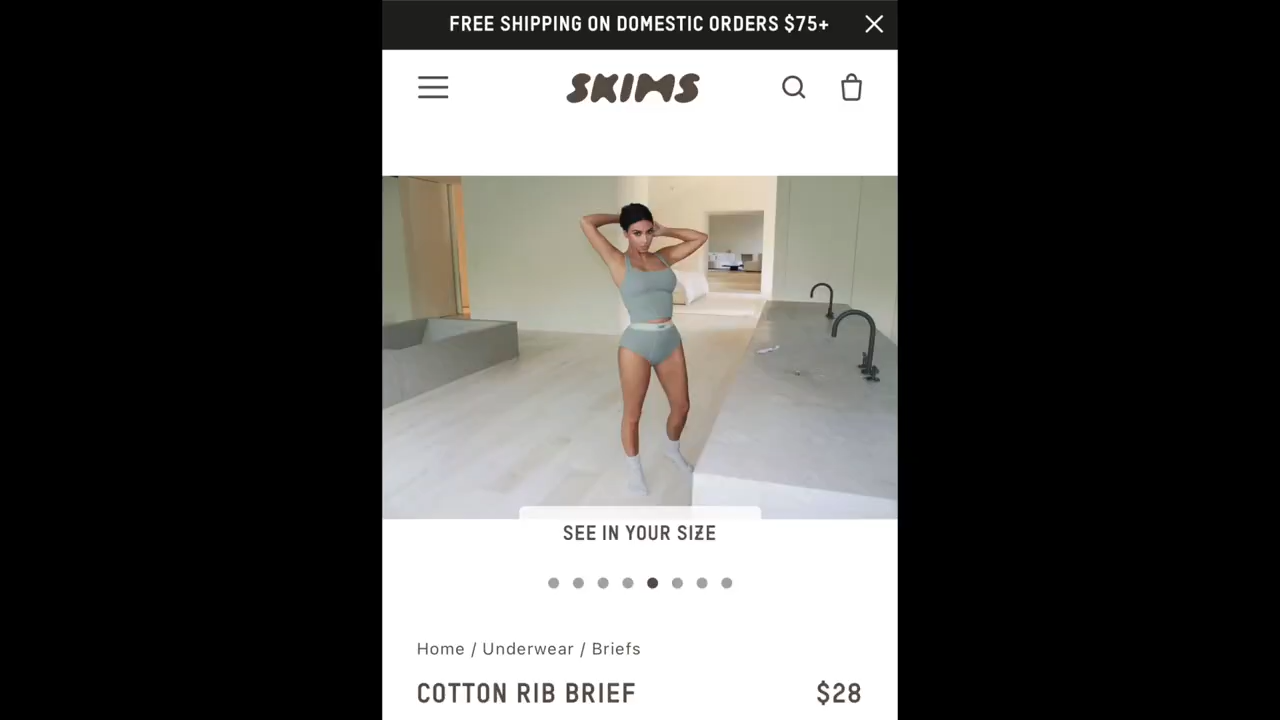 FREE SHIPPING ON DOMESTIC ORDERS $75+
SKIMS
SEE IN YOUR SIZE
Home / Underwear / Briefs
COTTON RIB BRIEF $28